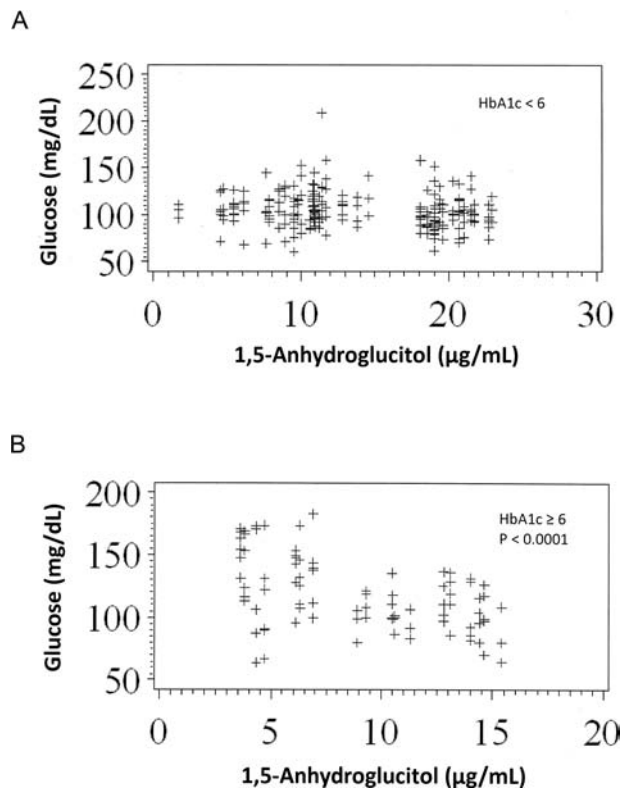 A
250
200
150
100
50
Glucose (mg/dL)
HbA1c < 6
0 10 20 30
1,5-Anhydroglucitol (µg/mL)
B
200
150
100
50
Glucose (mg/dL)
HbA1c ≥ 6
P < 0.0001
0 5 10 15 20
1,5-Anhydroglucitol (µg/mL)